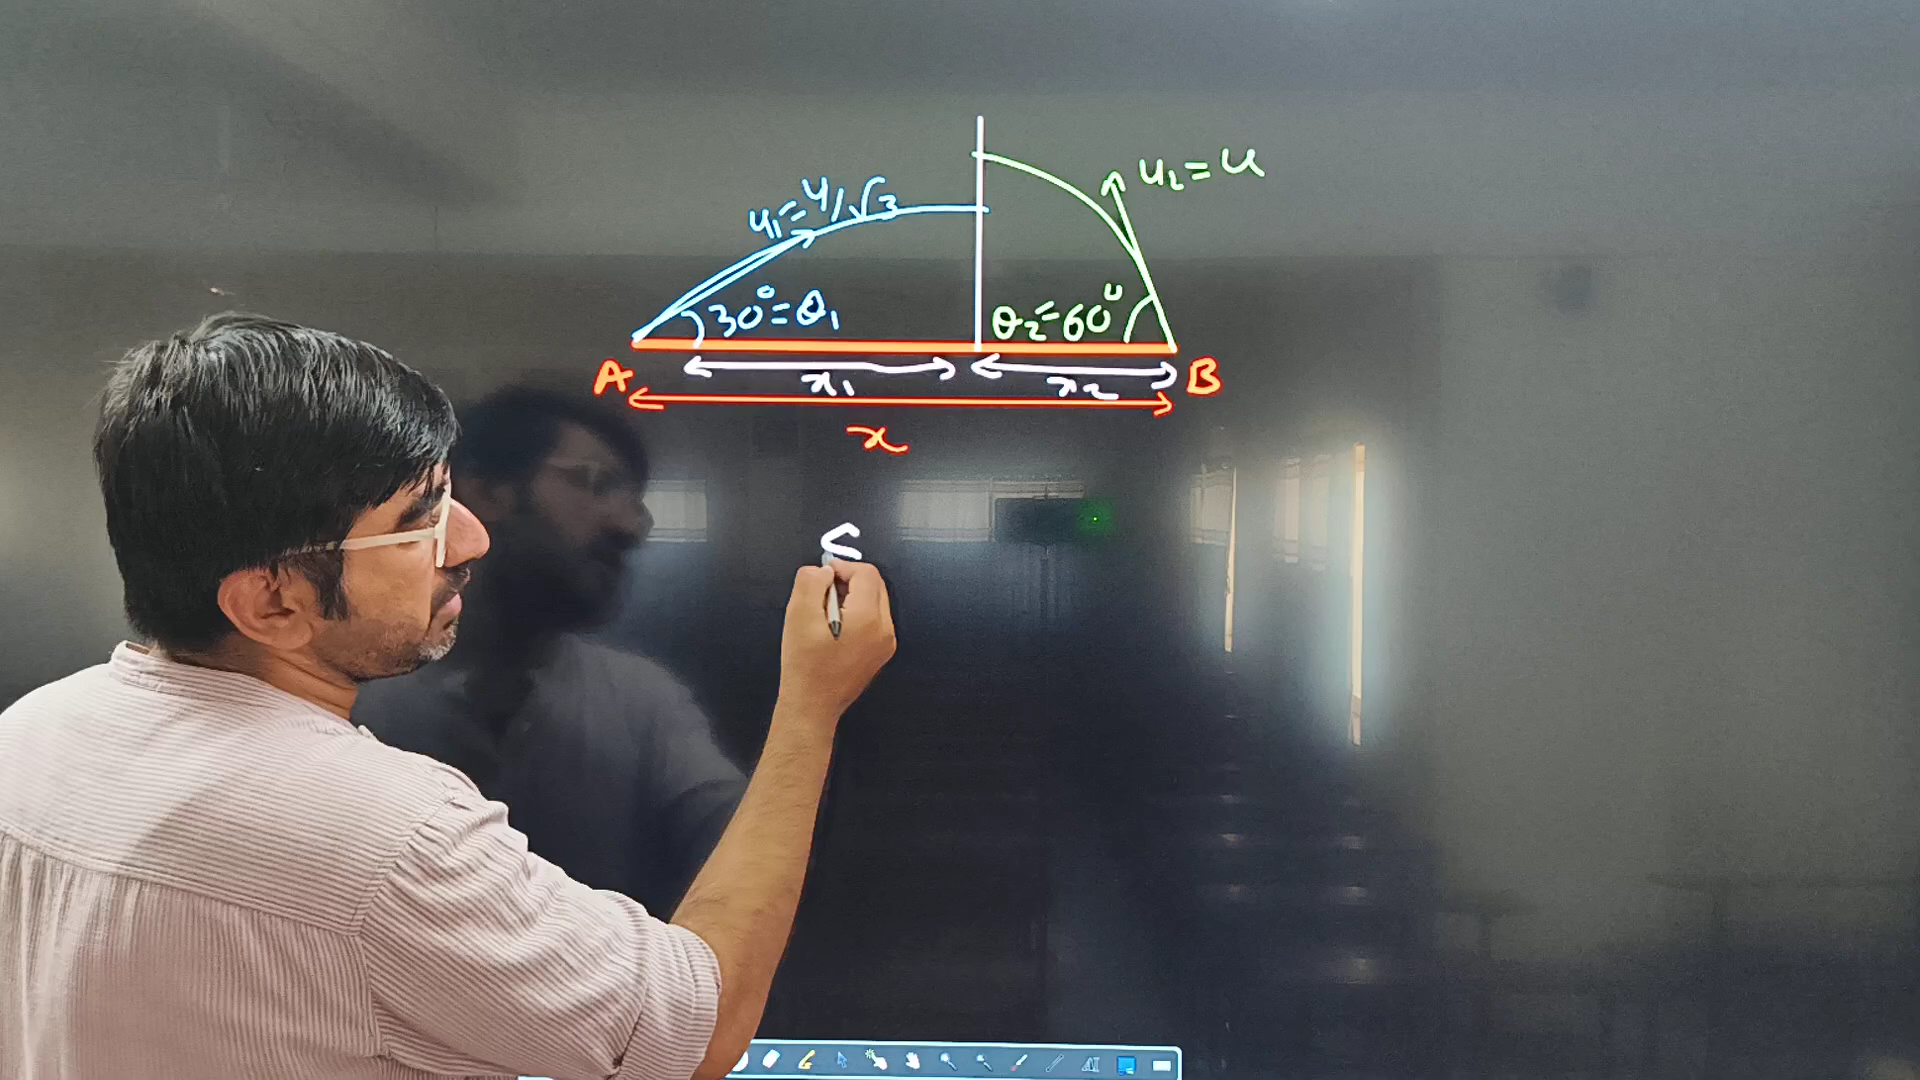 u₂=u
u₁=u/√3
30°=θ₁
θ₂=60°
A
x₁
x₂
B
x
S